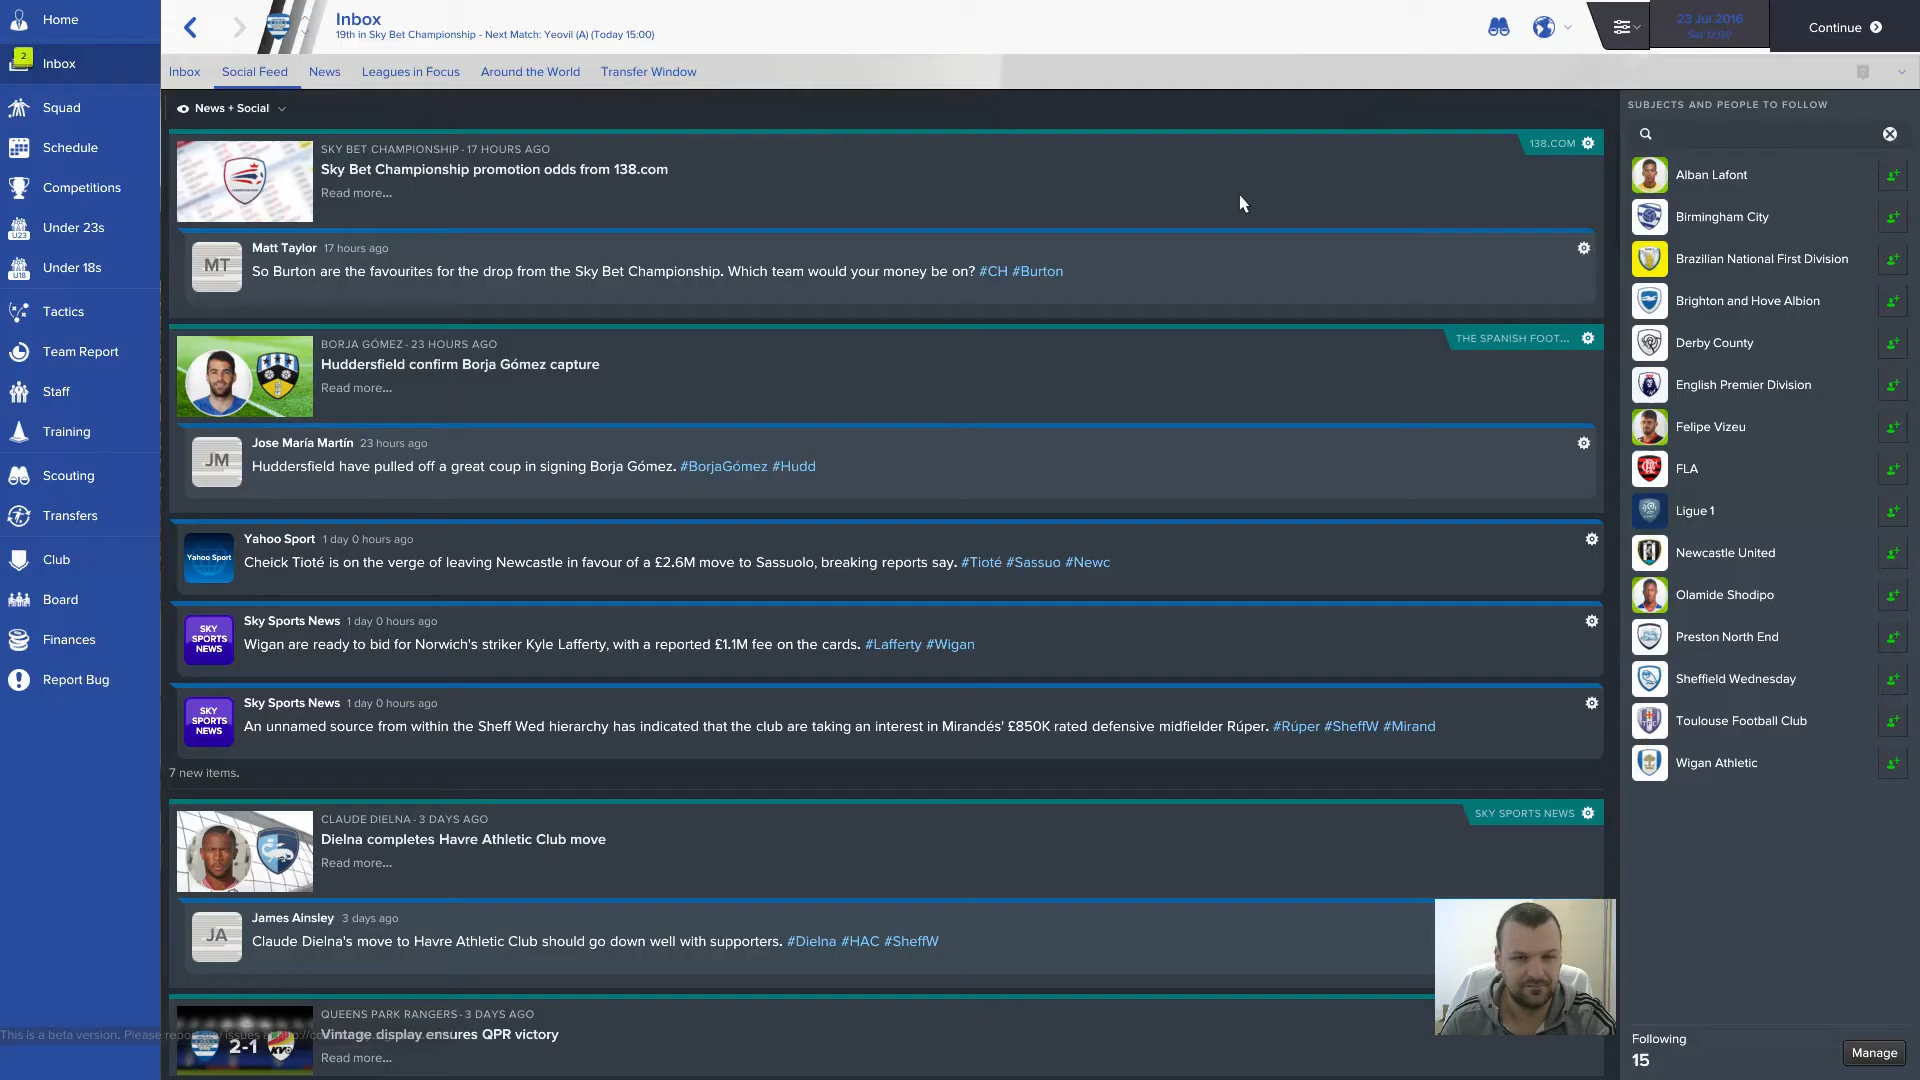 Home
2
Inbox
Squad
Schedule
Competitions
U23
Under 23s
U18
Under 18s
Tactics
Team Report
Staff
Training
Scouting
Transfers
Club
Board
Finances
Report Bug
Inbox
19th in Sky Bet Championship - Next Match: Yeovil (A) (Today 15:00)
23 Jul 2016
Sat 12:00
Continue
Inbox
Social Feed
News
Leagues in Focus
Around the World
Transfer Window
News + Social
SKY BET CHAMPIONSHIP - 17 HOURS AGO
138.COM
Sky Bet Championship promotion odds from 138.com
Read more...
MT
Matt Taylor 17 hours ago
So Burton are the favourites for the drop from the Sky Bet Championship. Which team would your money be on? #CH #Burton
BORJA GÓMEZ - 23 HOURS AGO
THE SPANISH FOOT...
Huddersfield confirm Borja Gómez capture
Read more...
JM
Jose María Martín 23 hours ago
Huddersfield have pulled off a great coup in signing Borja Gómez. #BorjaGómez #Hudd
Yahoo Sport
Yahoo Sport 1 day 0 hours ago
Cheick Tioté is on the verge of leaving Newcastle in favour of a £2.6M move to Sassuolo, breaking reports say. #Tioté #Sassuo #Newc
SKY
SPORTS
NEWS
Sky Sports News 1 day 0 hours ago
Wigan are ready to bid for Norwich's striker Kyle Lafferty, with a reported £1.1M fee on the cards. #Lafferty #Wigan
SKY
SPORTS
NEWS
Sky Sports News 1 day 0 hours ago
An unnamed source from within the Sheff Wed hierarchy has indicated that the club are taking an interest in Mirandés' £850K rated defensive midfielder Rúper. #Rúper #SheffW #Mirand
7 new items.
CLAUDE DIELNA - 3 DAYS AGO
SKY SPORTS NEWS
Dielna completes Havre Athletic Club move
Read more...
JA
James Ainsley 3 days ago
Claude Dielna's move to Havre Athletic Club should go down well with supporters. #Dielna #HAC #SheffW
QUEENS PARK RANGERS - 3 DAYS AGO
Vintage display ensures QPR victory
2-1
Read more...
This is a beta version. Please report any issues at
SUBJECTS AND PEOPLE TO FOLLOW
Alban Lafont
Birmingham City
Brazilian National First Division
Brighton and Hove Albion
Derby County
English Premier Division
Felipe Vizeu
FLA
Ligue 1
Newcastle United
Olamide Shodipo
Preston North End
Sheffield Wednesday
Toulouse Football Club
Wigan Athletic
Following
15
Manage